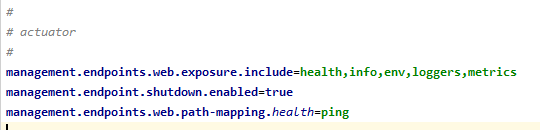 #
# actuator
#
management.endpoints.web.exposure.include=health,info,env,loggers,metrics
management.endpoint.shutdown.enabled=true
management.endpoints.web.path-mapping.health=ping